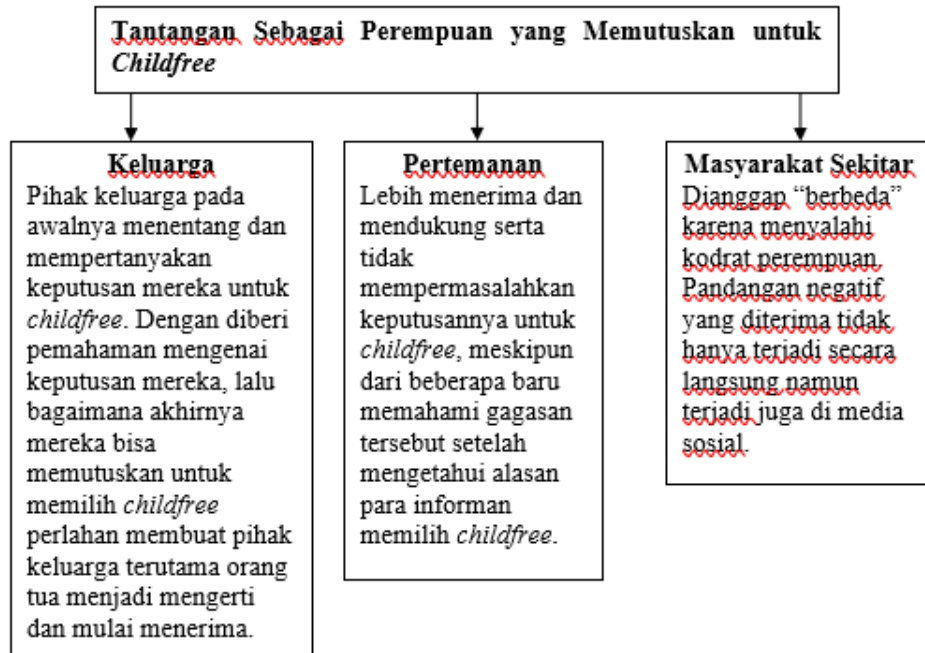 Tantangan Sebagai Perempuan yang Memutuskan untuk
Childfree
Keluarga
Pihak keluarga pada
awalnya menentang dan
mempertanyakan
keputusan mereka untuk
childfree. Dengan diberi
pemahaman mengenai
keputusan mereka, lalu
bagaimana akhirnya
mereka bisa
memutuskan untuk
memilih childfree
perlahan membuat pihak
keluarga terutama orang
tua menjadi mengerti
dan mulai menerima.
Pertemanan
Lebih menerima dan
mendukung serta
tidak
mempermasalahkan
keputusannya untuk
childfree, meskipun
dari beberapa baru
memahami gagasan
tersebut setelah
mengetahui alasan
para informan
memilih childfree.
Masyarakat Sekitar
Dianggap “berbeda”
karena menyalahi
kodrat perempuan.
Pandangan negatif
yang diterima tidak
hanya terjadi secara
langsung namun
terjadi juga di media
sosial.